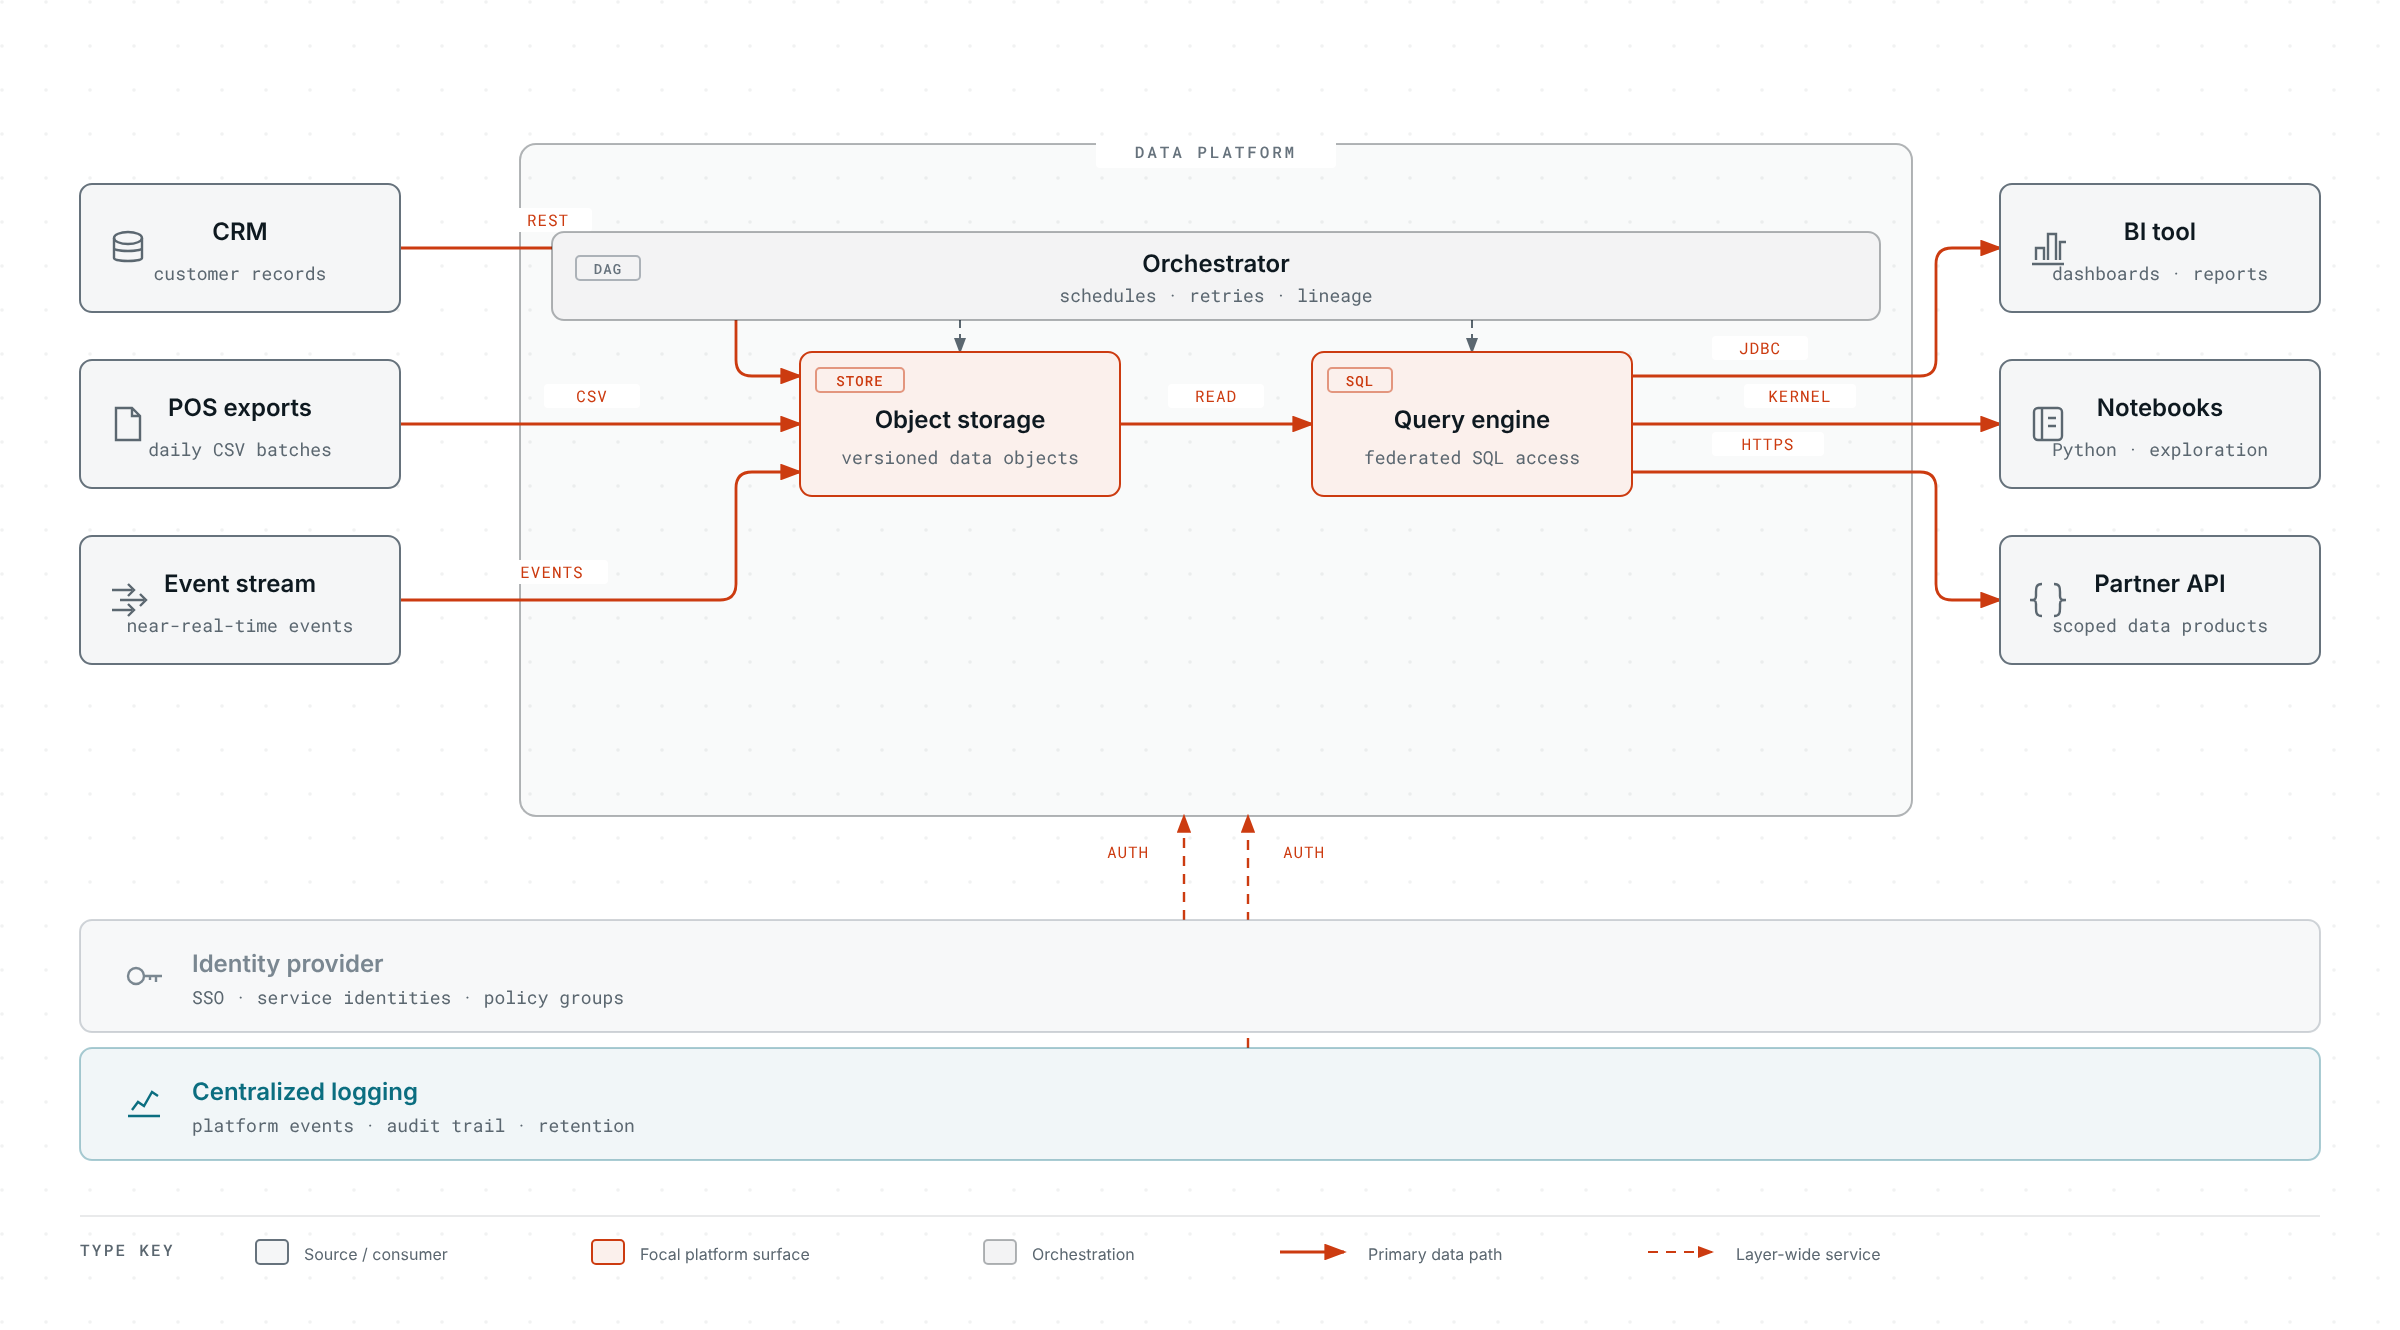 DATA PLATFORM
CRM
customer records
REST
DAG
Orchestrator
schedules · retries · lineage
BI tool
dashboards · reports
POS exports
daily CSV batches
CSV
STORE
Object storage
versioned data objects
READ
SQL
Query engine
federated SQL access
JDBC
KERNEL
HTTPS
Notebooks
Python · exploration
Event stream
near-real-time events
EVENTS
Partner API
scoped data products
AUTH
AUTH
Identity provider
SSO · service identities · policy groups
Centralized logging
platform events · audit trail · retention
TYPE KEY
Source / consumer
Focal platform surface
Orchestration
Primary data path
Layer-wide service